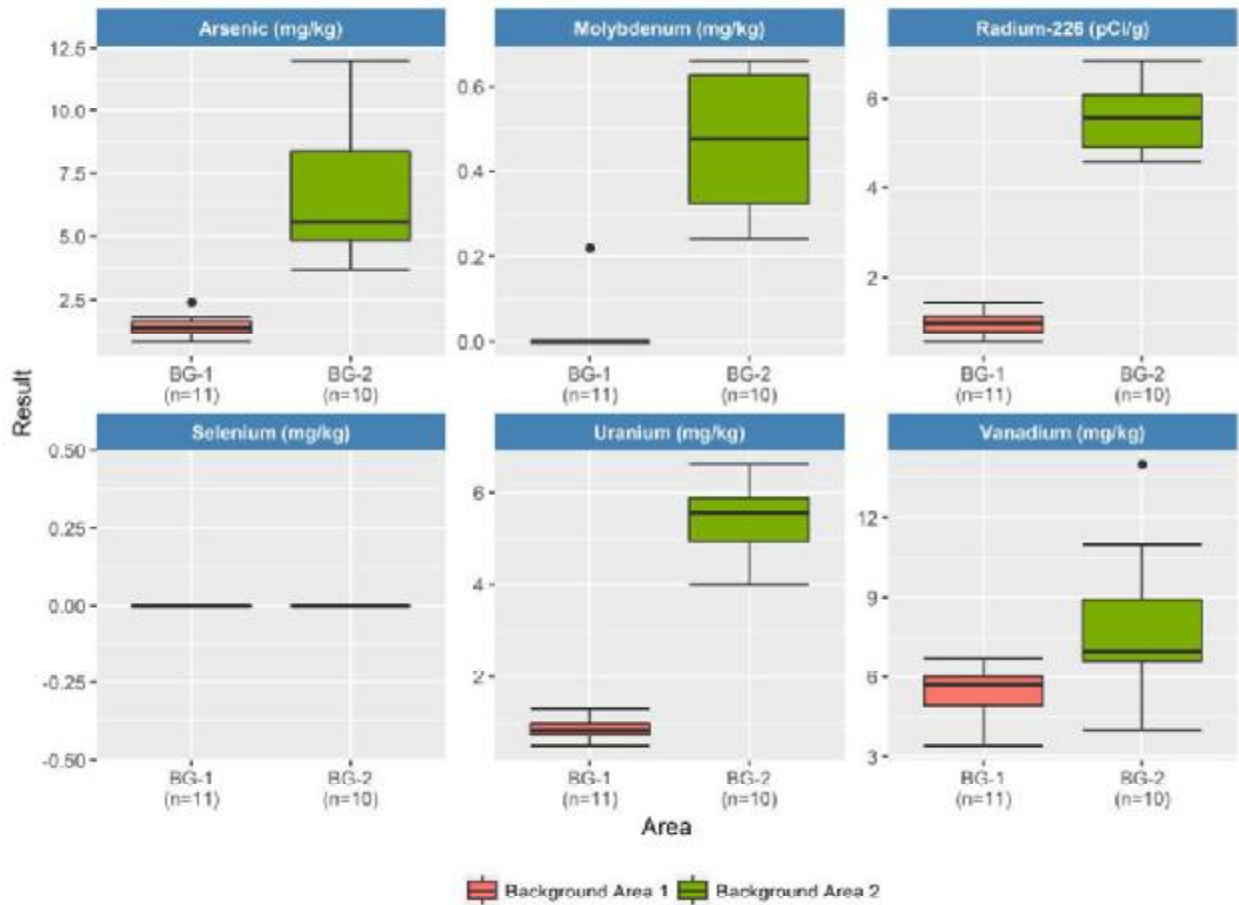 Arsenic (mg/kg) Molybdenum (mg/kg) Radium-226 (pCi/g)
12.5
10.0
7.5
5.0
2.5
0.6
0.4
0.2
0.0
6
4
2
BG-1 BG-2 BG-1 BG-2 BG-1 BG-2
(n=11) (n=10) (n=11) (n=10) (n=11) (n=10)
Result
Selenium (mg/kg) Uranium (mg/kg) Vanadium (mg/kg)
0.50
0.25
0.00
-0.25
-0.50
6
4
2
12
9
6
3
BG-1 BG-2 BG-1 BG-2 BG-1 BG-2
(n=11) (n=10) (n=11) (n=10) (n=11) (n=10)
Area
Background Area 1 Background Area 2